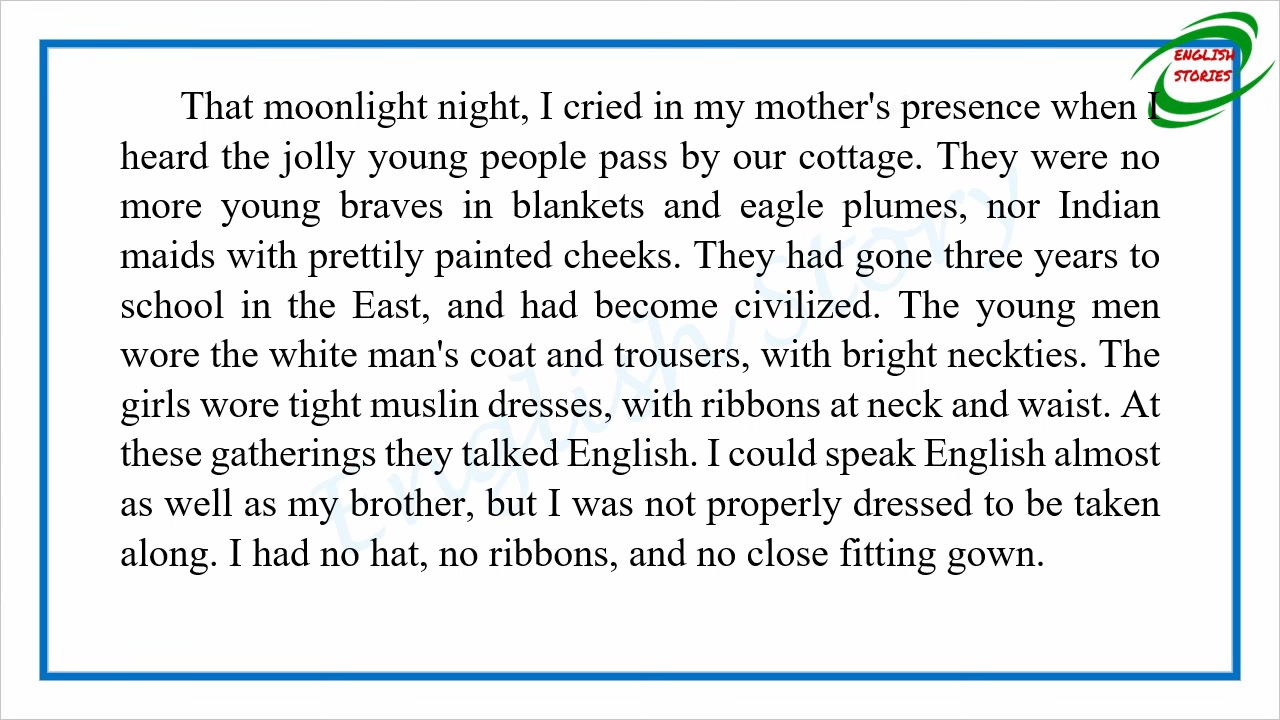 ENGLISH
STORIES
That moonlight night, I cried in my mother's presence when I
heard the jolly young people pass by our cottage. They were no
more young braves in blankets and eagle plumes, nor Indian
maids with prettily painted cheeks. They had gone three years to
school in the East, and had become civilized. The young men
wore the white man's coat and trousers, with bright neckties. The
girls wore tight muslin dresses, with ribbons at neck and waist. At
these gatherings they talked English. I could speak English almost
as well as my brother, but I was not properly dressed to be taken
along. I had no hat, no ribbons, and no close fitting gown.
English Story